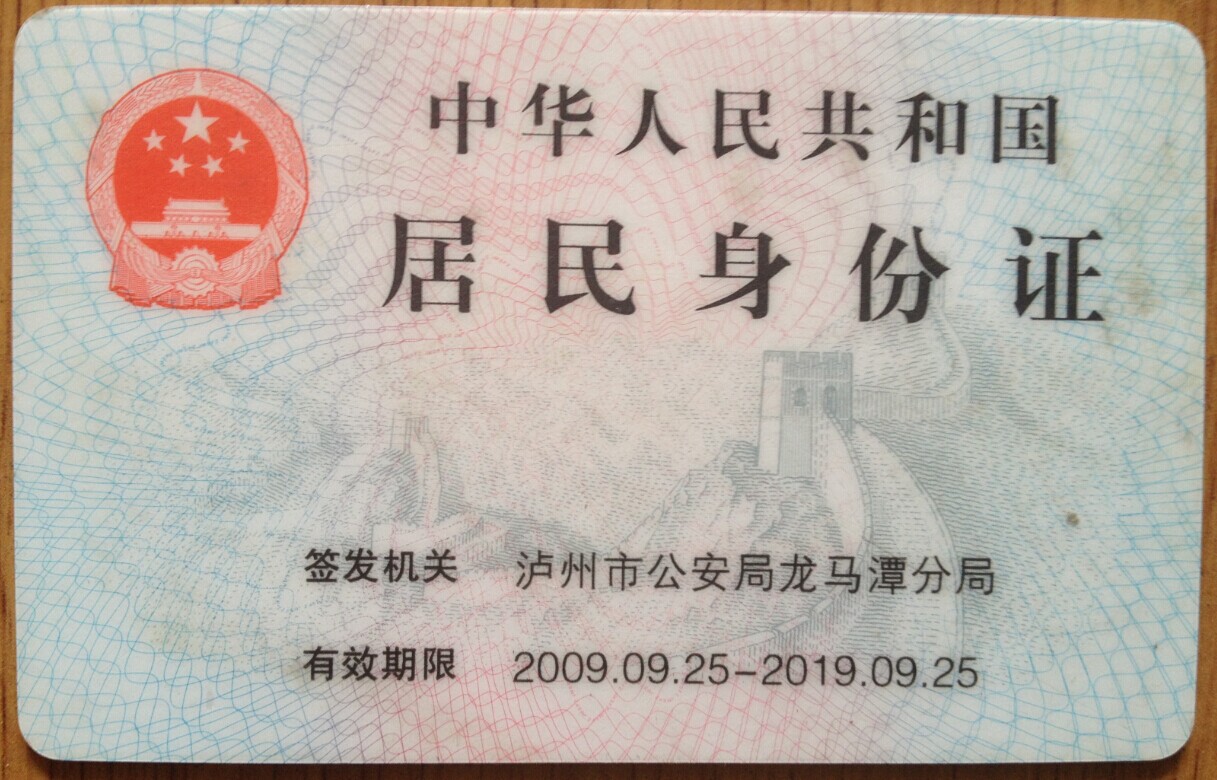 中华人民共和国
居民身份证
签发机关 泸州市公安局龙马潭分局
有效期限 2009.09.25-2019.09.25